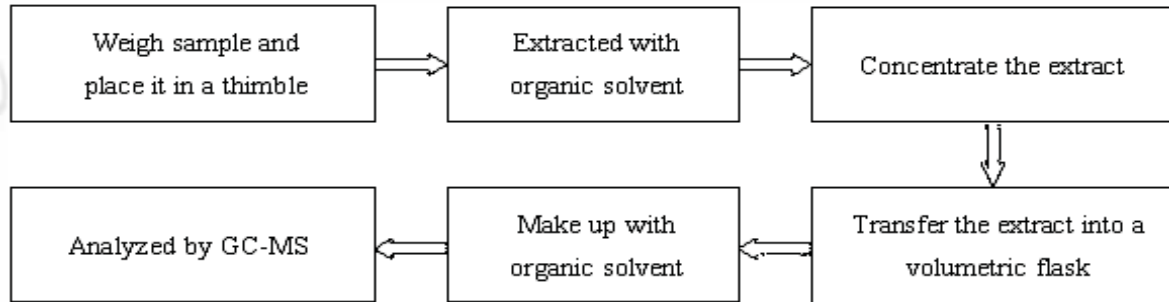 Weigh sample and
place it in a thimble
Extracted with
organic solvent
Concentrate the extract
Transfer the extract into a
volumetric flask
Make up with
organic solvent
Analyzed by GC-MS